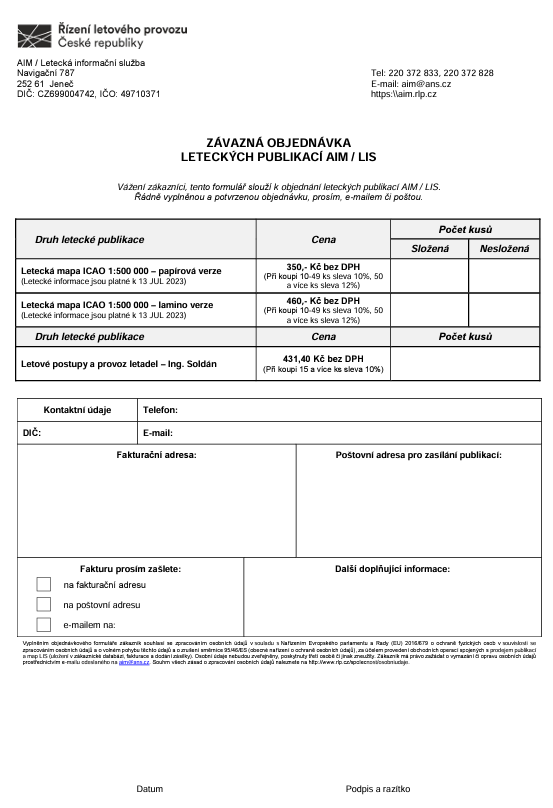 Řízení letového provozu
České republiky
AIM / Letecká informační služba
Navigační 787
252 61 Jeneč
DIČ: CZ699004742, IČO: 49710371
Tel: 220 372 833, 220 372 828
E-mail: aim@ans.cz
https:\\aim.rlp.cz
ZÁVAZNÁ OBJEDNÁVKA
LETECKÝCH PUBLIKACÍ AIM / LIS
Vážení zákazníci, tento formulář slouží k objednání leteckých publikací AIM / LIS.
Řádně vyplněnou a potvrzenou objednávku, prosím, e-mailem či poštou.
Druh letecké publikace
Cena
Počet kusů
Složená
Nesložená
Letecká mapa ICAO 1:500 000 – papírová verze
(Letecké informace jsou platné k 13 JUL 2023)
350,- Kč bez DPH
(Při koupi 10-49 ks sleva 10%, 50
a více ks sleva 12%)
Letecká mapa ICAO 1:500 000 – lamino verze
(Letecké informace jsou platné k 13 JUL 2023)
460,- Kč bez DPH
(Při koupi 10-49 ks sleva 10%, 50
a více ks sleva 12%)
Druh letecké publikace
Cena
Počet kusů
Letové postupy a provoz letadel – Ing. Soldán
431,40 Kč bez DPH
(Při koupi 15 a více ks sleva 10%)
Kontaktní údaje
Telefon:
DIČ:
E-mail:
Fakturační adresa:
Poštovní adresa pro zasílání publikací:
Fakturu prosím zašlete:
na fakturační adresu
na poštovní adresu
e-mailem na:
Další doplňující informace:
Vyplněním objednávkového formuláře zákazník souhlasí se zpracováním osobních údajů v souladu s Nařízením Evropského parlamentu a Rady (EU) 2016/679 o ochraně fyzických osob v souvislosti se
zpracováním osobních údajů a o volném pohybu těchto údajů a o zrušení směrnice 95/46/ES (obecné nařízení o ochraně osobních údajů), za účelem provedení obchodních operací spojených s prodejem publikací
a map LIS (uložení v zákaznické databázi, fakturace a dodání zásilky). Osobní údaje nebudou zveřejněny, poskytnuty třetí osobě či jinak zneužity. Zákazník má právo zažádat o vymazání či opravu osobních údajů
prostřednictvím e-mailu odeslaného na aim@ans.cz. Souhrn všech zásad o zpracování osobních údajů naleznete na http://www.rlp.cz/spolecnost/osobniudaje.
Datum
Podpis a razítko